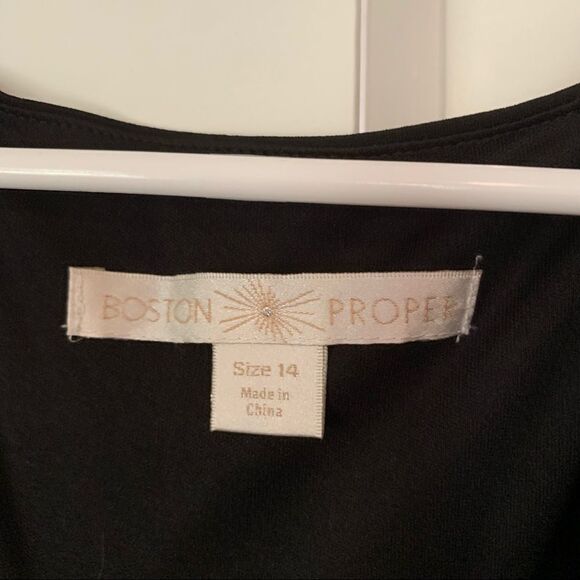 BOSTON PROPER
Size 14
Made in
China